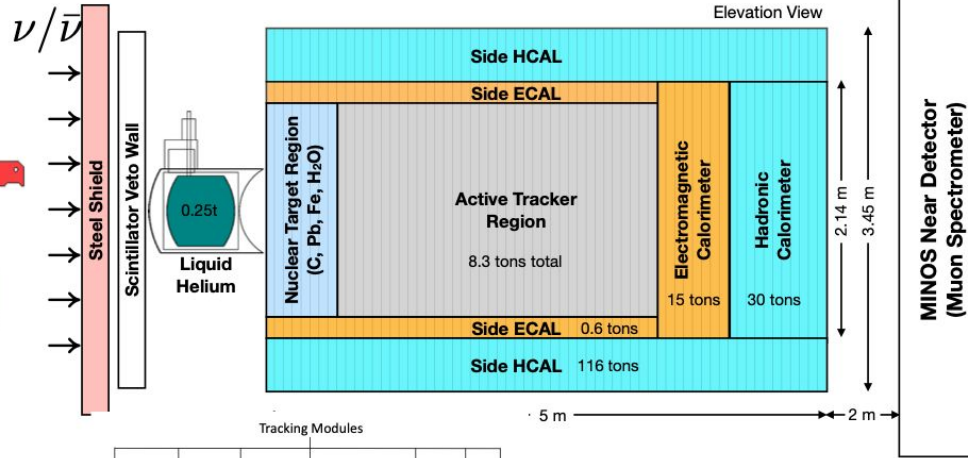 Elevation View
ν/ν̄
Steel Shield
Scintillator Veto Wall
0.25t
Liquid
Helium
Side HCAL
Side ECAL
Nuclear Target Region
(C, Pb, Fe, H₂O)
Active Tracker
Region
8.3 tons total
Electromagnetic
Calorimeter
15 tons
Hadronic
Calorimeter
30 tons
Side ECAL 0.6 tons
Side HCAL 116 tons
2.14 m
3.45 m
MINOS Near Detector
(Muon Spectrometer)
5 m
2 m
Tracking Modules